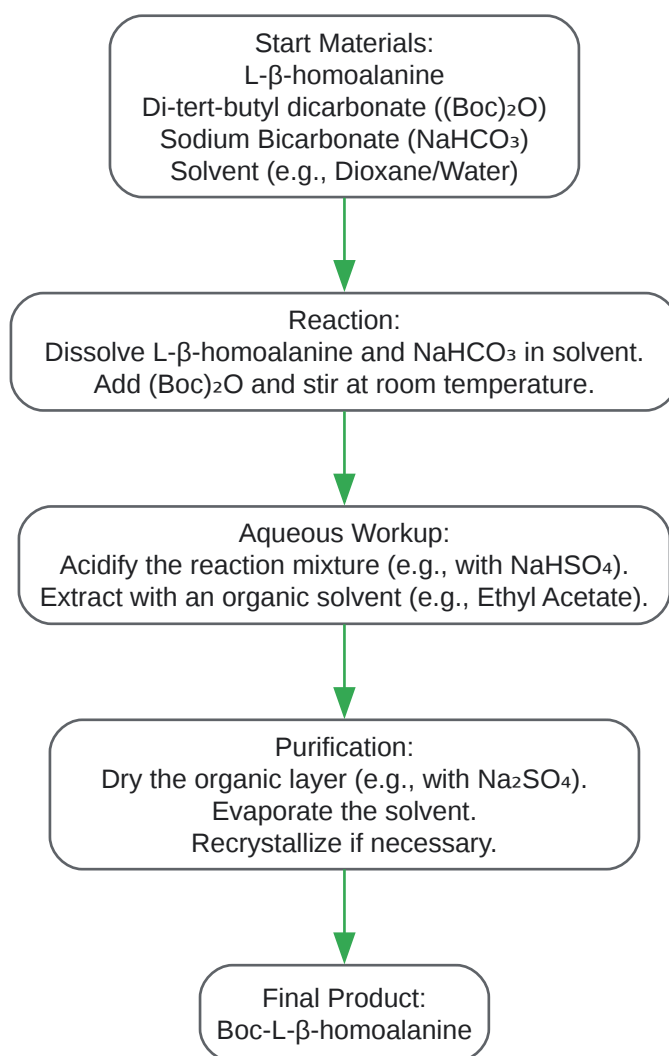 Start Materials:
L-β-homoalanine
Di-tert-butyl dicarbonate ((Boc)₂O)
Sodium Bicarbonate (NaHCO₃)
Solvent (e.g., Dioxane/Water)
Reaction:
Dissolve L-β-homoalanine and NaHCO₃ in solvent.
Add (Boc)₂O and stir at room temperature.
Aqueous Workup:
Acidify the reaction mixture (e.g., with NaHSO₄).
Extract with an organic solvent (e.g., Ethyl Acetate).
Purification:
Dry the organic layer (e.g., with Na₂SO₄).
Evaporate the solvent.
Recrystallize if necessary.
Final Product:
Boc-L-β-homoalanine